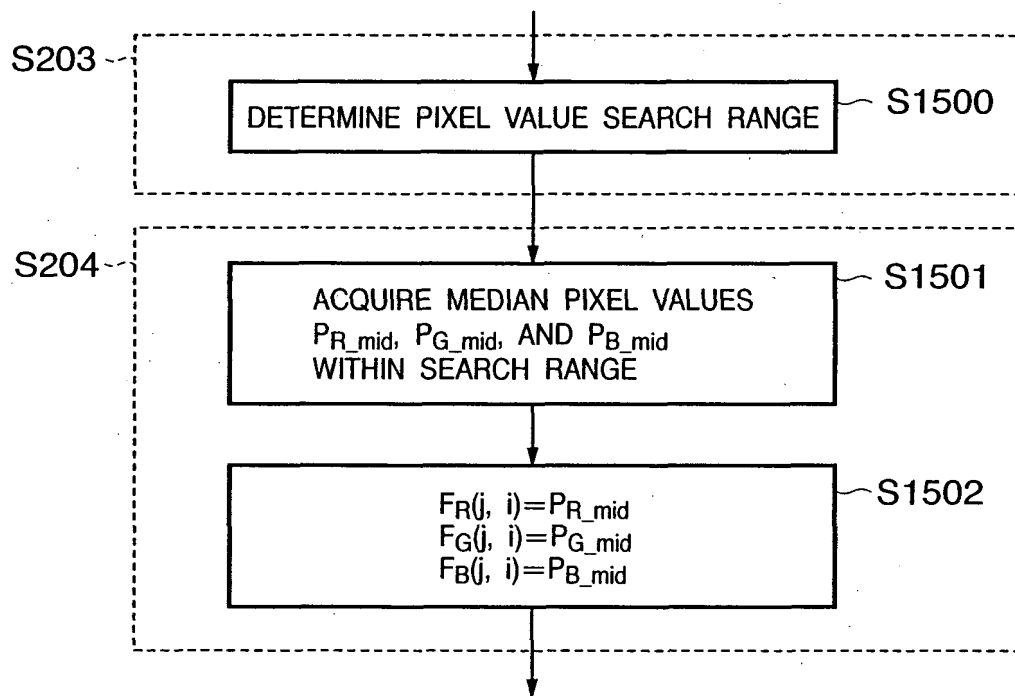 S203
DETERMINE PIXEL VALUE SEARCH RANGE
S1500
S204
S1501
ACQUIRE MEDIAN PIXEL VALUES
PR_mid, PG_mid, AND PB_mid
WITHIN SEARCH RANGE
S1502
FR(j, i)=PR_mid
FG(j, i)=PG_mid
FB(j, i)=PB_mid